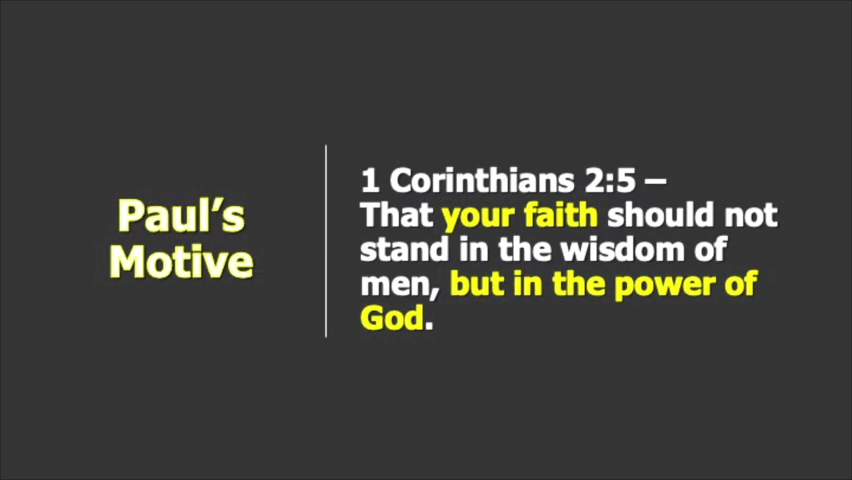 Paul's
Motive
1 Corinthians 2:5 –
That your faith should not
stand in the wisdom of
men, but in the power of
God.